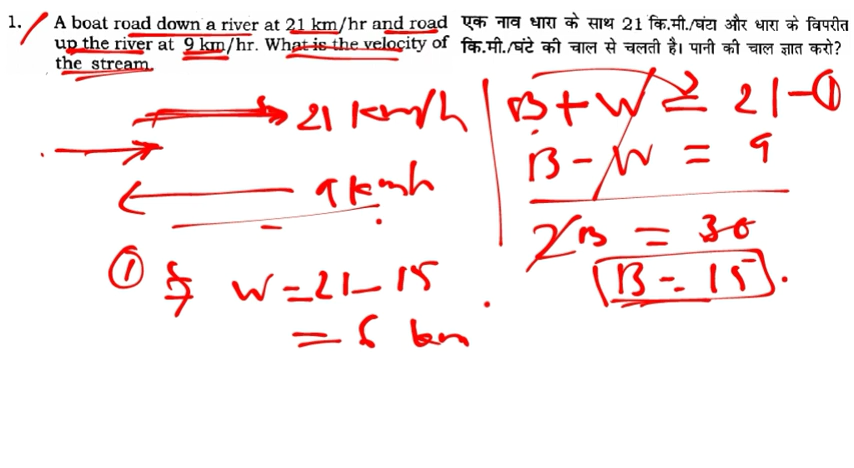 1. A boat road down a river at 21 km/hr and road
up the river at 9 km/hr. What is the velocity of
the stream.
एक नाव धारा के साथ 21 कि.मी./घंटा और धारा के विपरीत
कि.मी./घंटे की चाल से चलती है। पानी की चाल ज्ञात करो?
21 km/h
9 km/h
B+W = 21-①
B-W = 9
2B = 30
B = 15.
① से W = 21-15
= 6 km